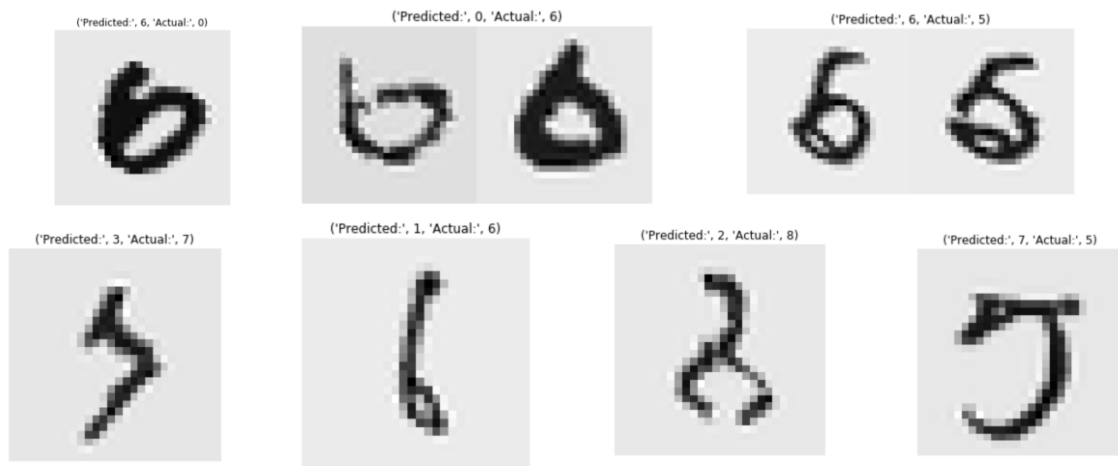 ('Predicted:', 6, 'Actual:', 0)
('Predicted:', 0, 'Actual:', 6)
('Predicted:', 6, 'Actual:', 5)
('Predicted:', 3, 'Actual:', 7)
('Predicted:', 1, 'Actual:', 6)
('Predicted:', 2, 'Actual:', 8)
('Predicted:', 7, 'Actual:', 5)